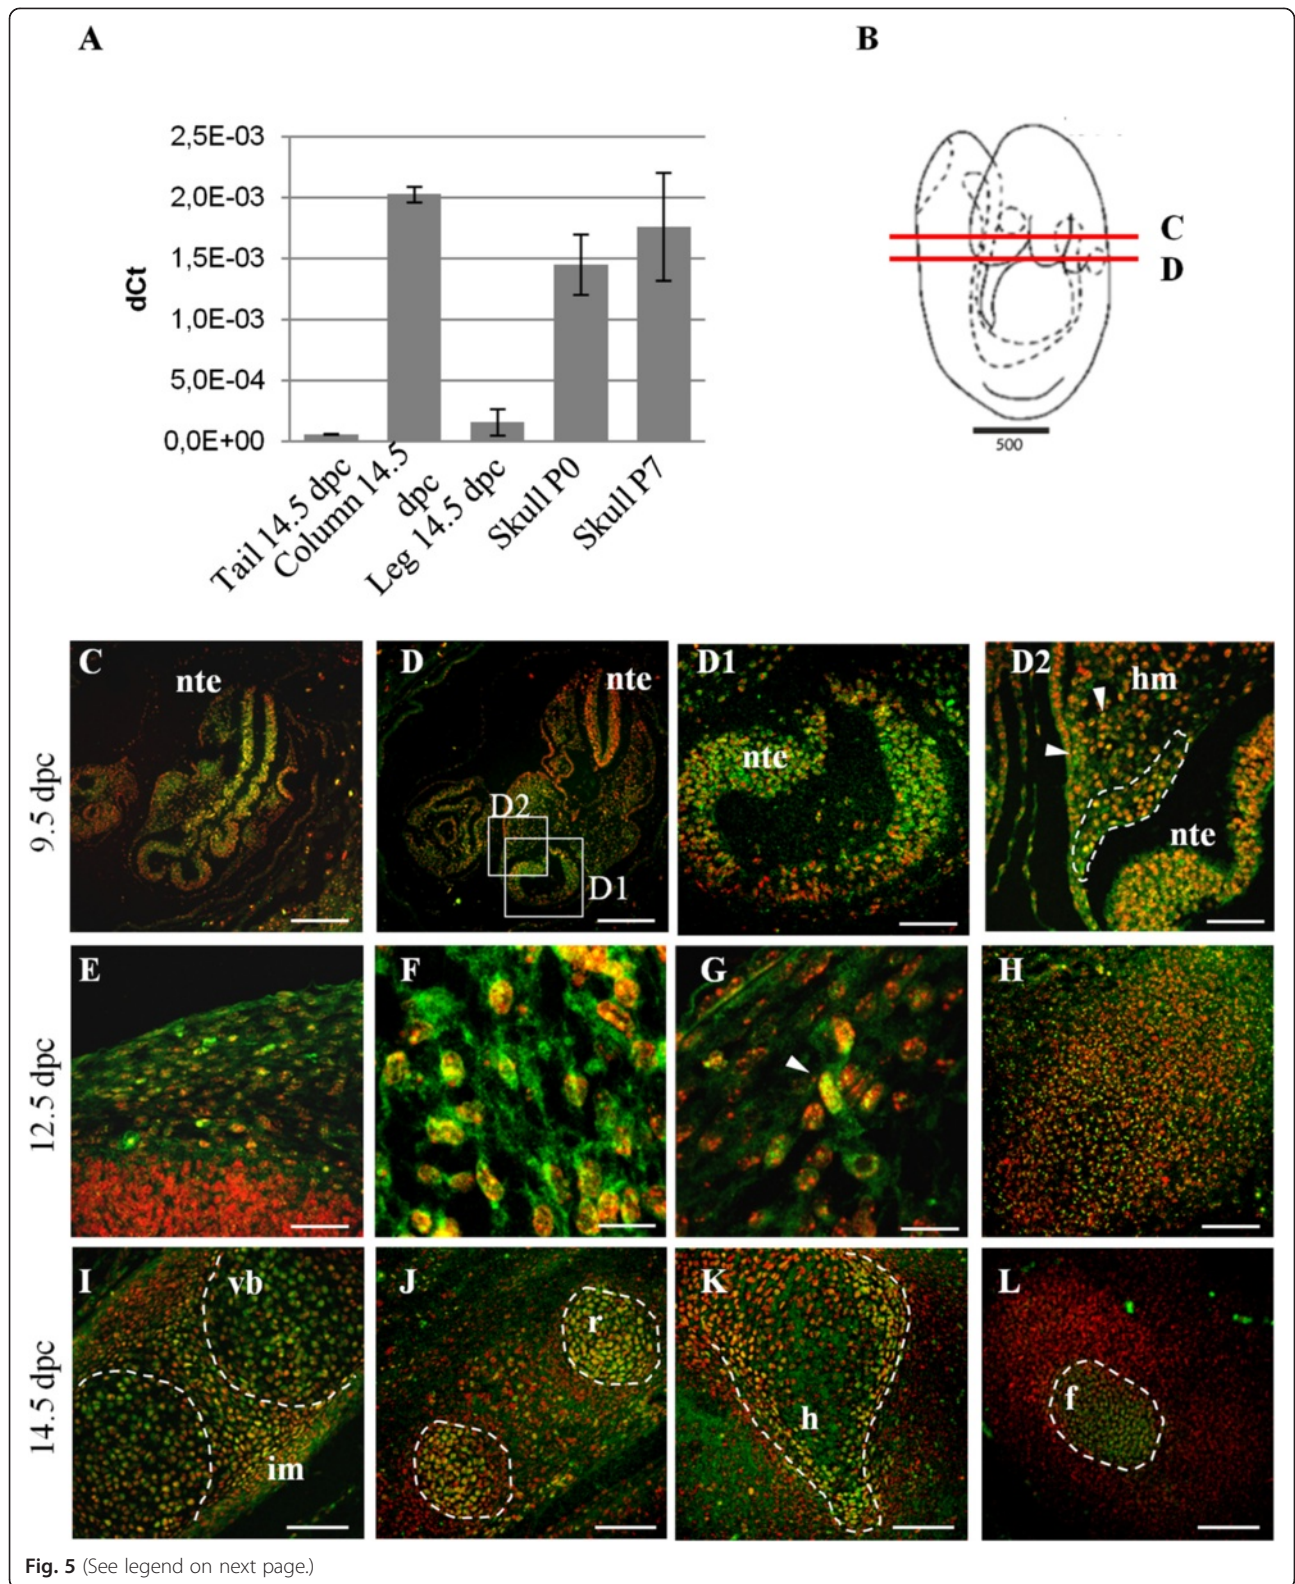 A
B
2,5E-03
2,0E-03
1,5E-03
1,0E-03
5,0E-04
0,0E+00
dCt
Tail 14.5 dpc
Column 14.5
dpc
Leg 14.5 dpc
Skull P0
Skull P7
C
D
500
9.5 dpc
C
nte
D
nte
D2
D1
D1
nte
D2
hm
nte
12.5 dpc
E
F
G
H
14.5 dpc
I
vb
im
J
r
K
h
L
f
Fig. 5 (See legend on next page.)